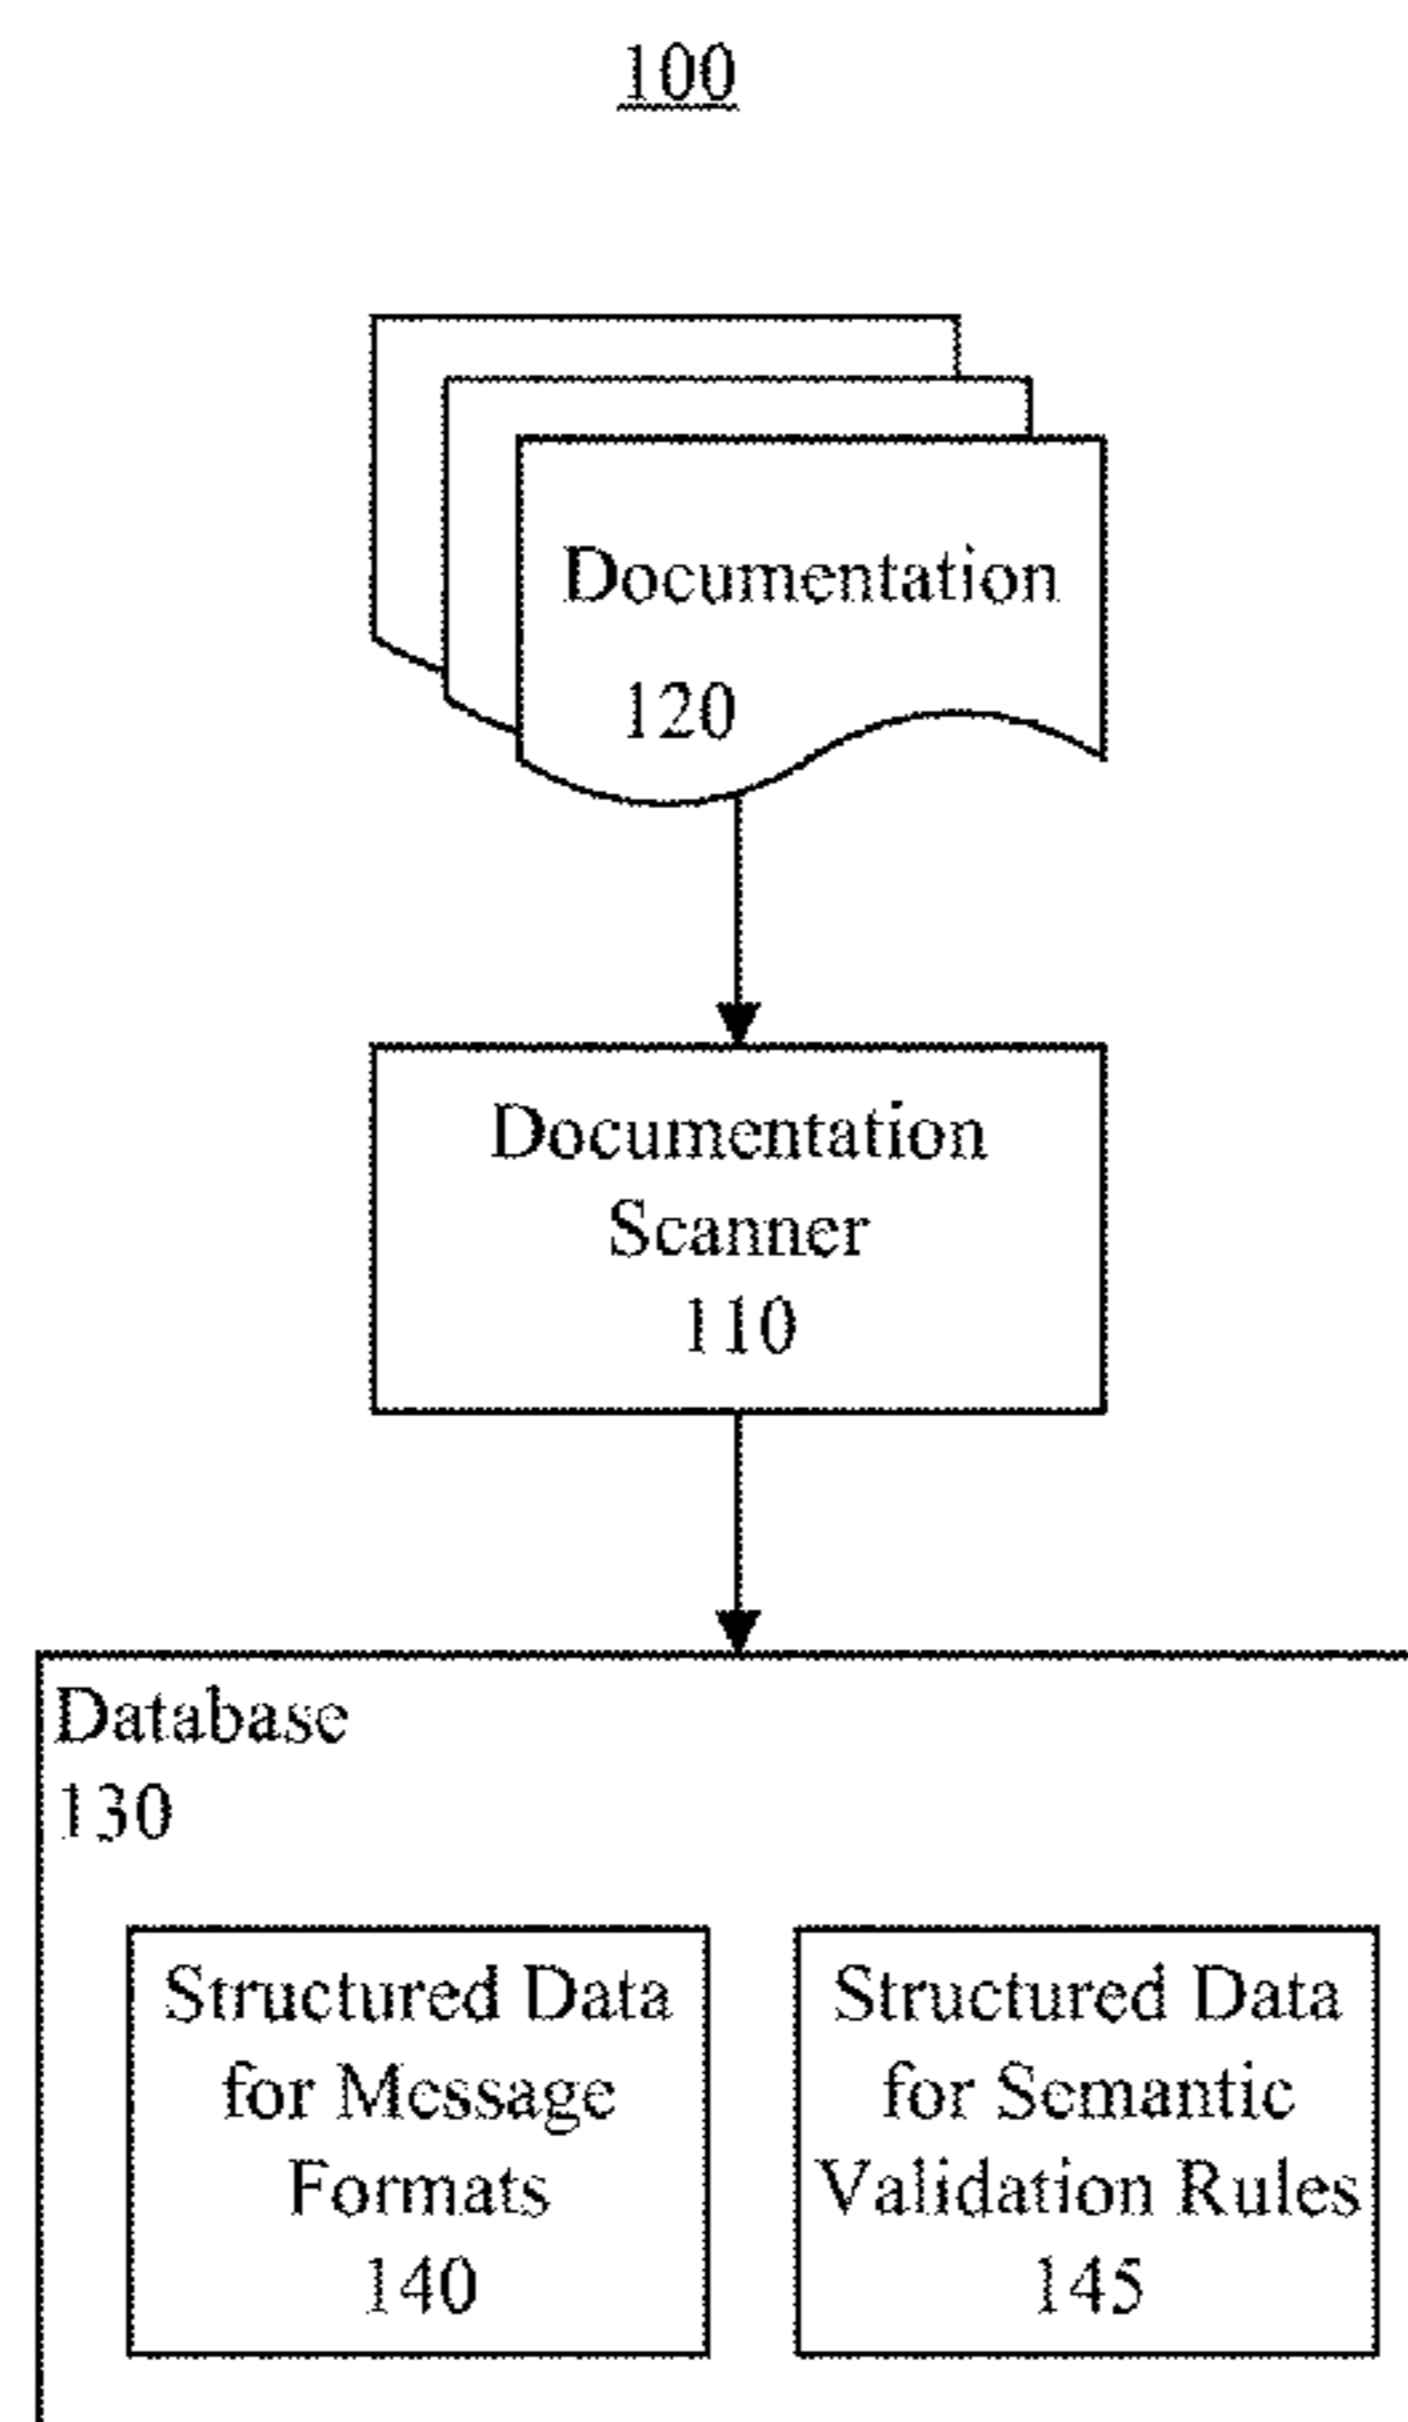 100
Documentation
120
Documentation
Scanner
110
Database
130
Structured Data
for Message
Formats
140
Structured Data
for Semantic
Validation Rules
145